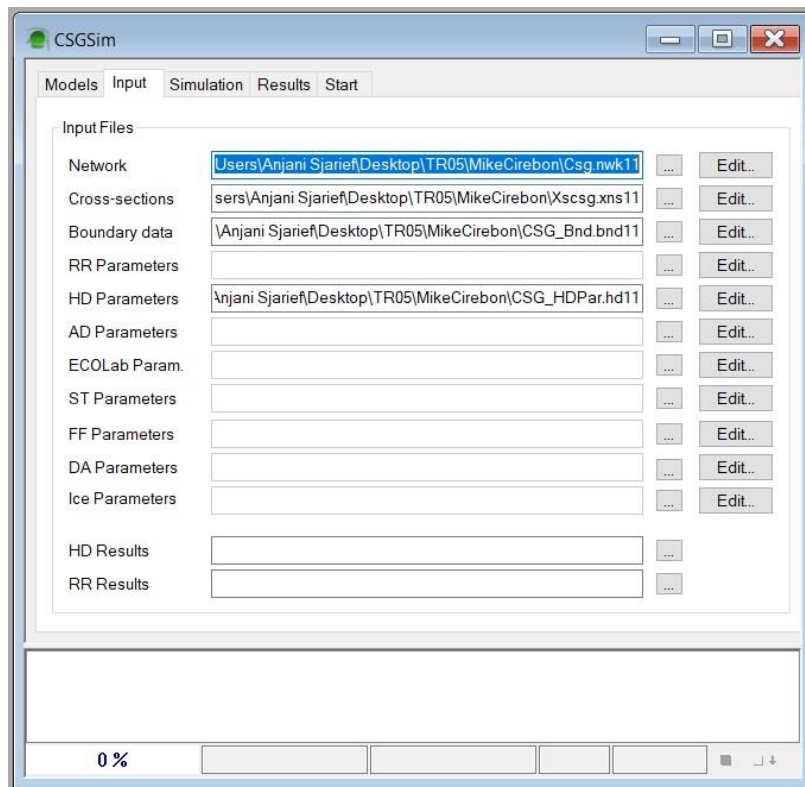 CSGSim
Models Input Simulation Results Start
Input Files
Network Users\Anjani Sjarief\Desktop\TR05\MikeCirebon\Csg.nwk11 ... Edit...
Cross-sections sers\Anjani Sjarief\Desktop\TR05\MikeCirebon\Xscsg.xns11 ... Edit...
Boundary data \Anjani Sjarief\Desktop\TR05\MikeCirebon\CSG_Bnd.bnd11 ... Edit...
RR Parameters ... Edit...
HD Parameters Anjani Sjarief\Desktop\TR05\MikeCirebon\CSG_HDPar.hd11 ... Edit...
AD Parameters ... Edit...
ECOLab Param. ... Edit...
ST Parameters ... Edit...
FF Parameters ... Edit...
DA Parameters ... Edit...
Ice Parameters ... Edit...
HD Results ...
RR Results ...
0 %